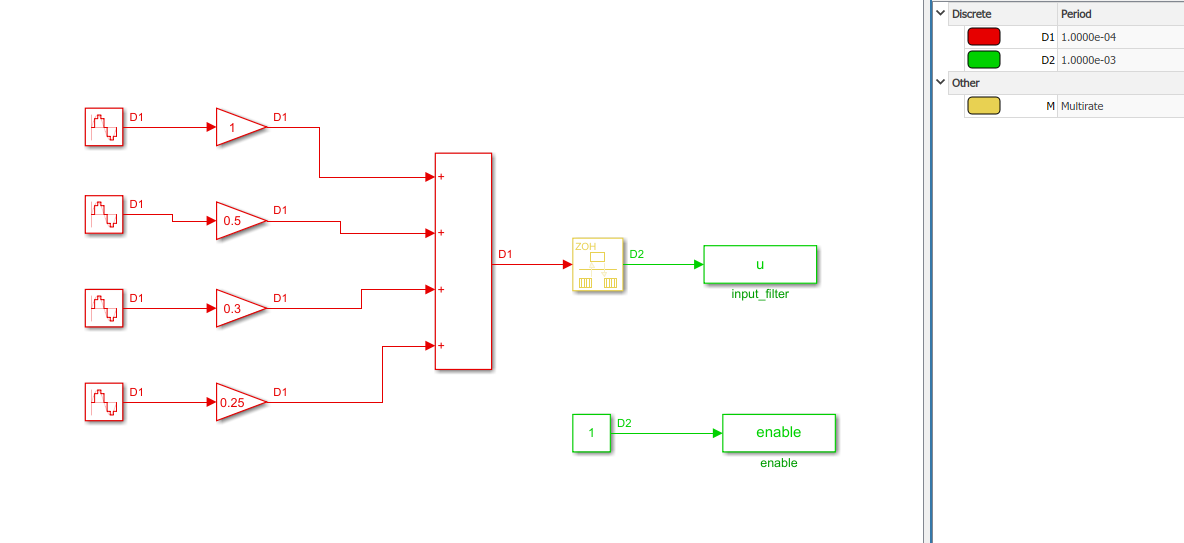 Discrete Period
D1 1.0000e-04
D2 1.0000e-03
Other
M Multirate
D1 1 D1
+
D1 0.5 D1
+
D1 ZOH D2 u
input_filter
D1 0.3 D1
+
D1 0.25 D1
+
1 D2 enable
enable